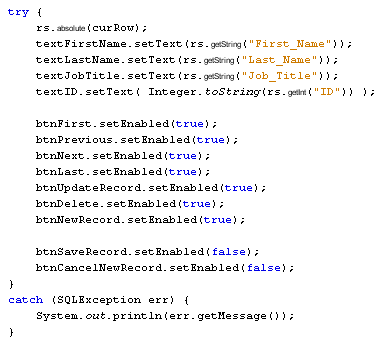 try {
rs.absolute(curRow);
textFirstName.setText(rs.getString("First_Name"));
textLastName.setText(rs.getString("Last_Name"));
textJobTitle.setText(rs.getString("Job_Title"));
textID.setText( Integer.toString(rs.getInt("ID")) );
btnFirst.setEnabled(true);
btnPrevious.setEnabled(true);
btnNext.setEnabled(true);
btnLast.setEnabled(true);
btnUpdateRecord.setEnabled(true);
btnDelete.setEnabled(true);
btnNewRecord.setEnabled(true);
btnSaveRecord.setEnabled(false);
btnCancelNewRecord.setEnabled(false);
}
catch (SQLException err) {
System.out.println(err.getMessage());
}